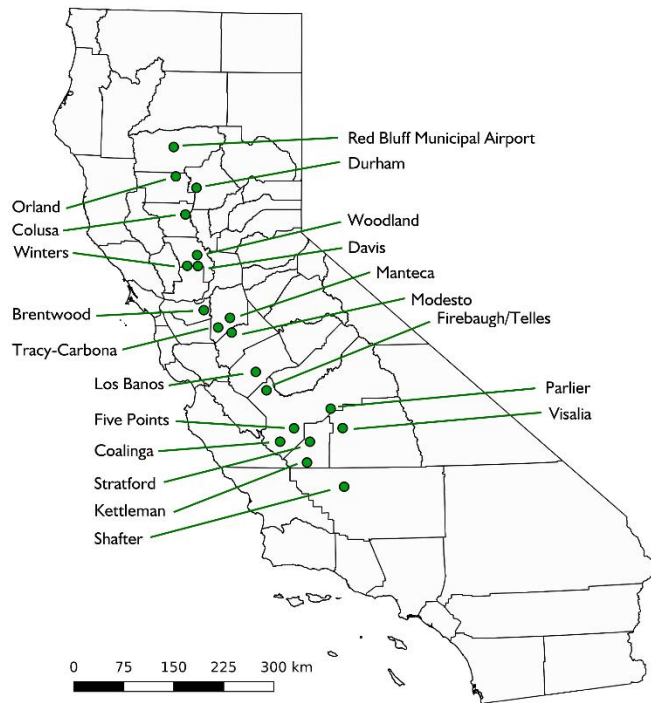 Red Bluff Municipal Airport
Durham
Orland
Colusa
Woodland
Winters
Davis
Manteca
Brentwood
Modesto
Firebaugh/Telles
Tracy-Carbona
Los Banos
Parlier
Five Points
Visalia
Coalinga
Stratford
Kettleman
Shafter
0 75 150 225 300 km